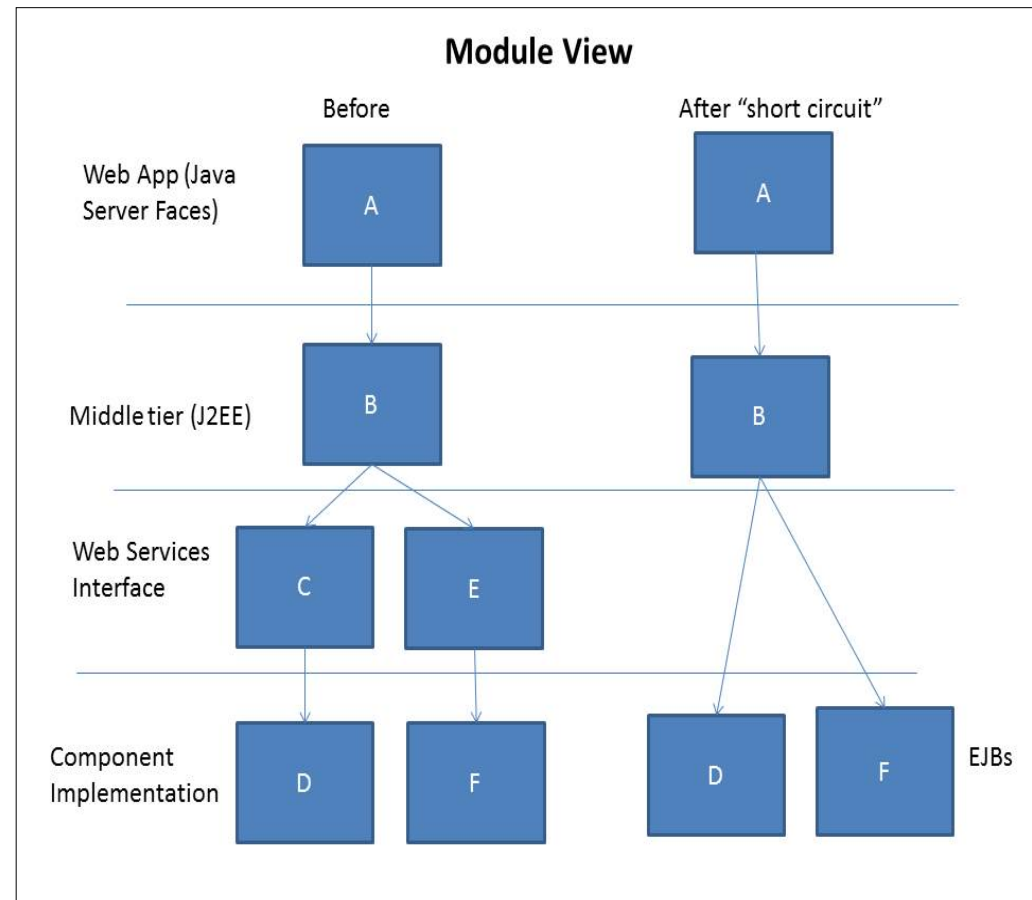 Module View
Before
After “short circuit”
Web App (Java
Server Faces)
A
A
Middle tier (J2EE)
B
B
Web Services
Interface
C
E
Component
Implementation
D
F
D
F
EJBs